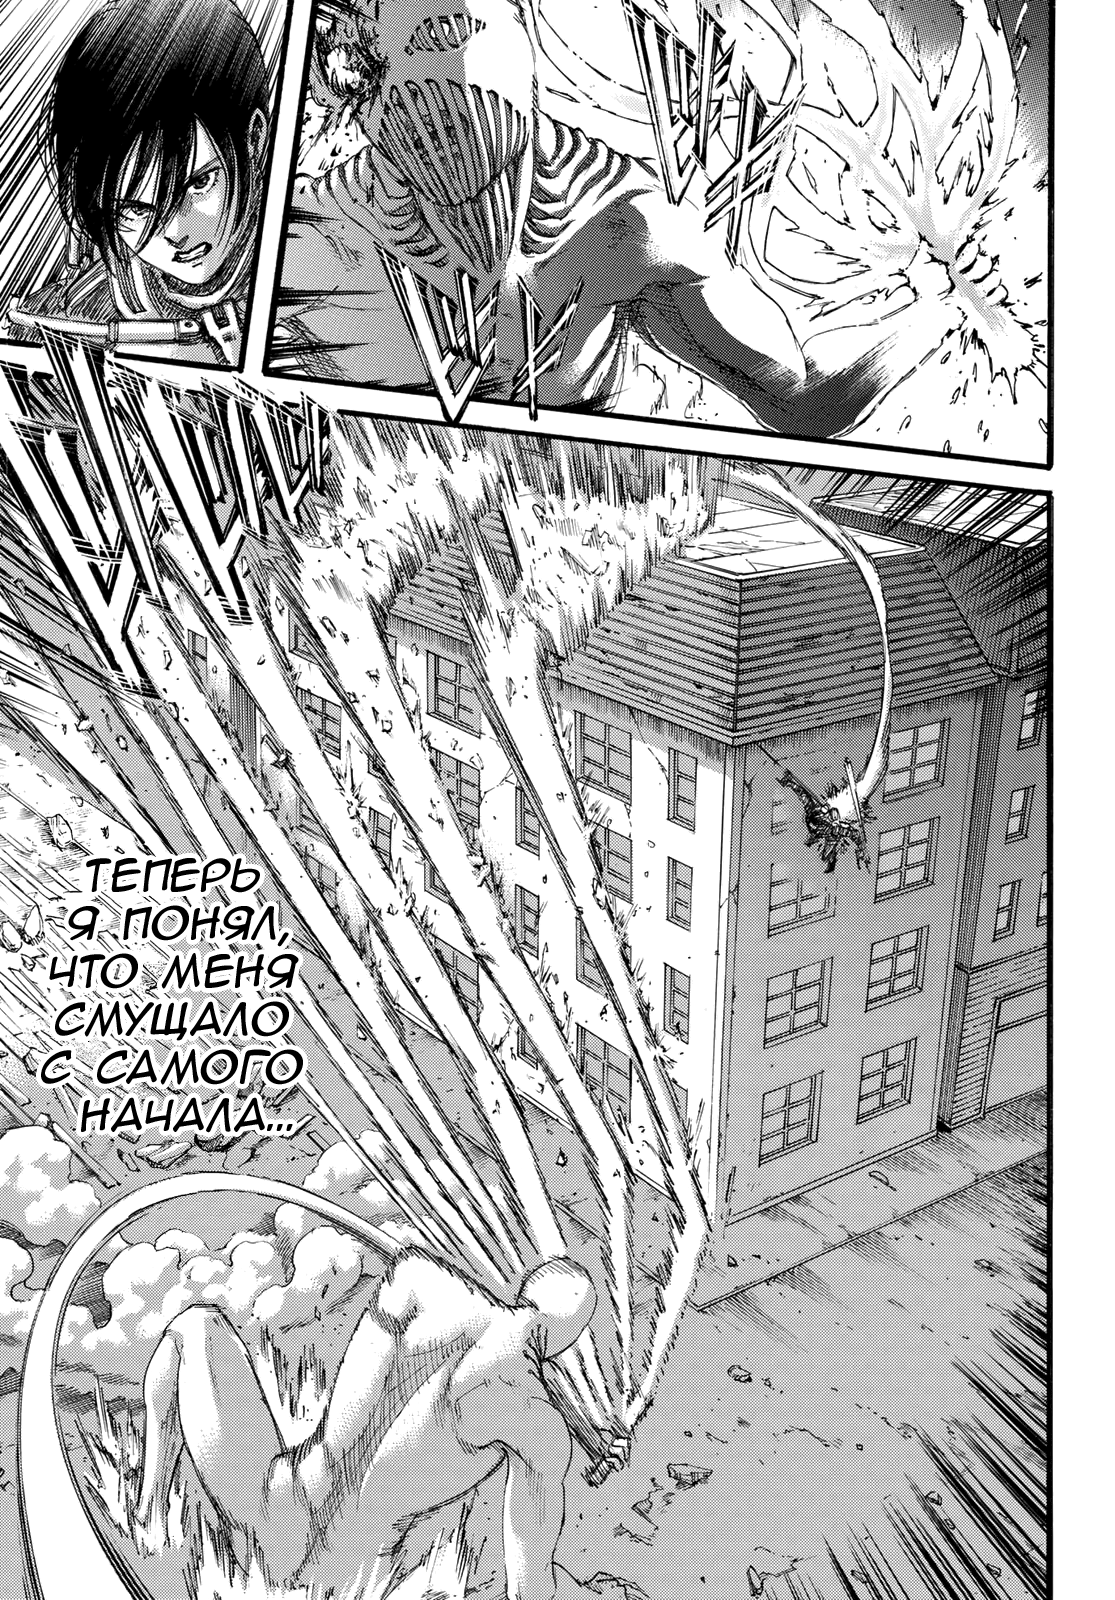 ТЕПЕРЬ
Я ПОНЯЛ,
ЧТО МЕНЯ
СМУЩАЛО
С САМОГО
НАЧАЛА...